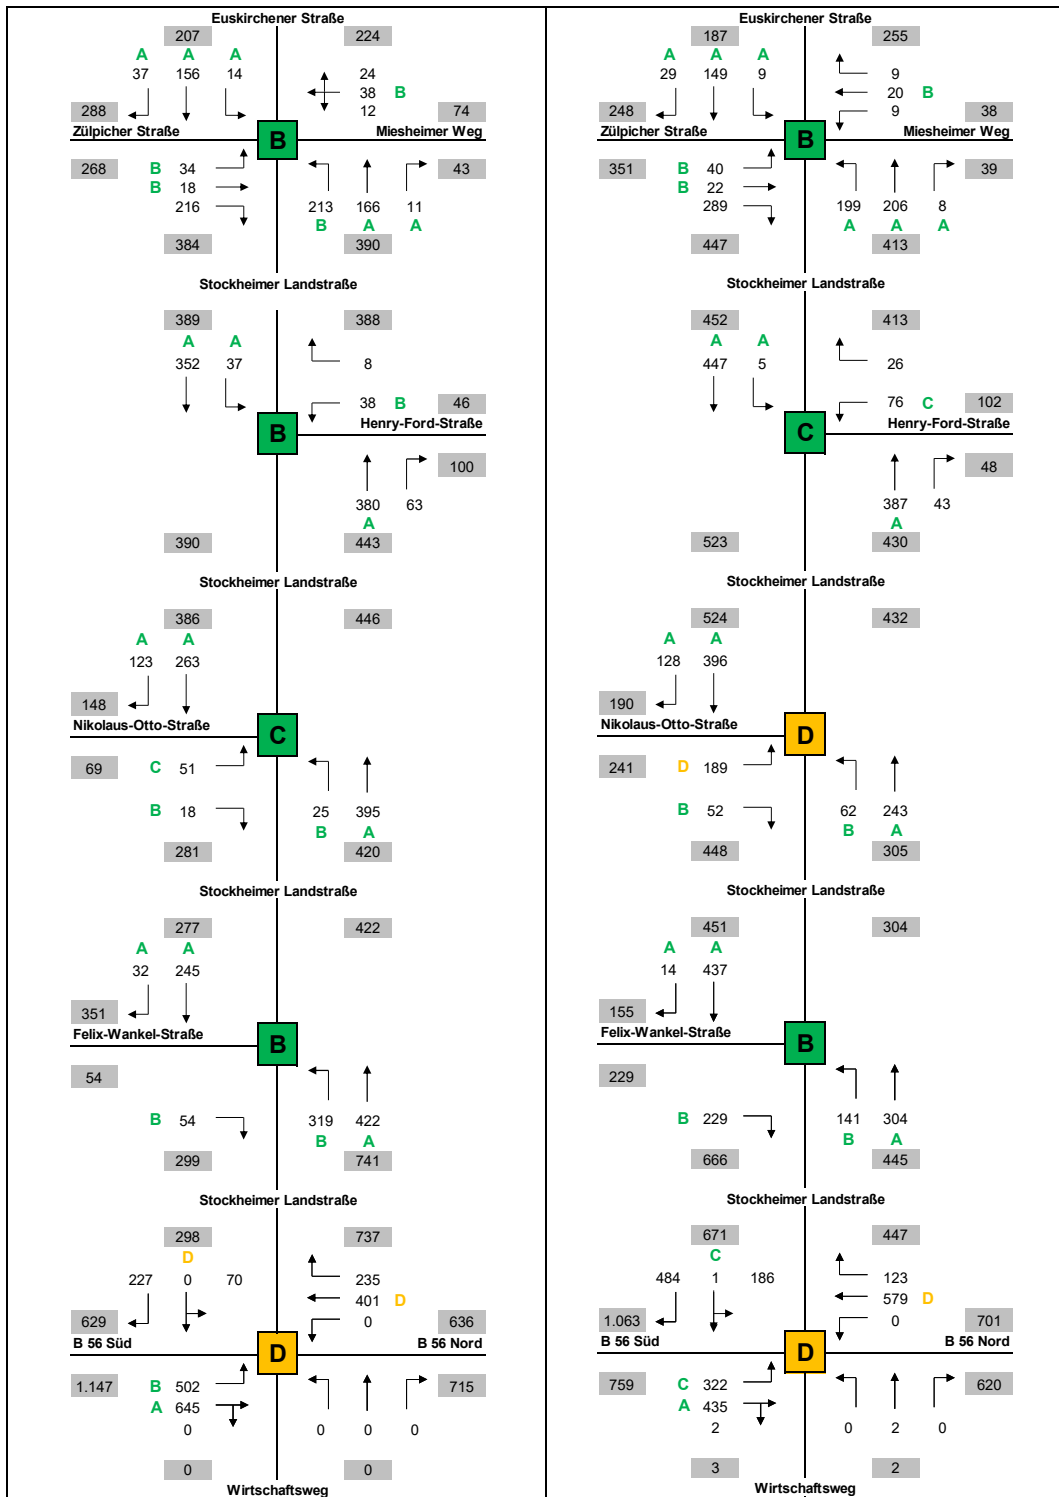 Euskirchener Straße
207 224
A A A
37 156 14
24
38 B
12
288 74
Zülpicher Straße Miesheimer Weg
B
268 43
B 34
B 18
216
213 166 11
B A A
384 390
Stockheimer Landstraße
389 388
A A
352 37
8
38 B
46
Henry-Ford-Straße
B
100
380 63
A
390 443
Stockheimer Landstraße
386 446
A A
123 263
148
Nikolaus-Otto-Straße
C
69
C 51
B 18
25 395
B A
281 420
Stockheimer Landstraße
277 422
A A
32 245
351
Felix-Wankel-Straße
B
54
B 54
319 422
B A
299 741
Stockheimer Landstraße
298 737
D
227 0 70
235
401 D
0
629 636
B 56 Süd B 56 Nord
D
1.147 715
B 502
A 645
0
0 0 0
0 0
Wirtschaftsweg
Euskirchener Straße
187 255
A A A
29 149 9
9
20 B
9
248 38
Zülpicher Straße Miesheimer Weg
B
351 39
B 40
B 22
289
199 206 8
A A A
447 413
Stockheimer Landstraße
452 413
A A
447 5
26
76 C
102
Henry-Ford-Straße
C
48
387 43
A
523 430
Stockheimer Landstraße
524 432
A A
128 396
190
Nikolaus-Otto-Straße
D
241
D 189
B 52
62 243
B A
448 305
Stockheimer Landstraße
451 304
A A
14 437
155
Felix-Wankel-Straße
B
229
B 229
141 304
B A
666 445
Stockheimer Landstraße
671 447
C
484 1 186
123
579 D
0
1.063 701
B 56 Süd B 56 Nord
D
759 620
C 322
A 435
2
0 2 0
3 2
Wirtschaftsweg